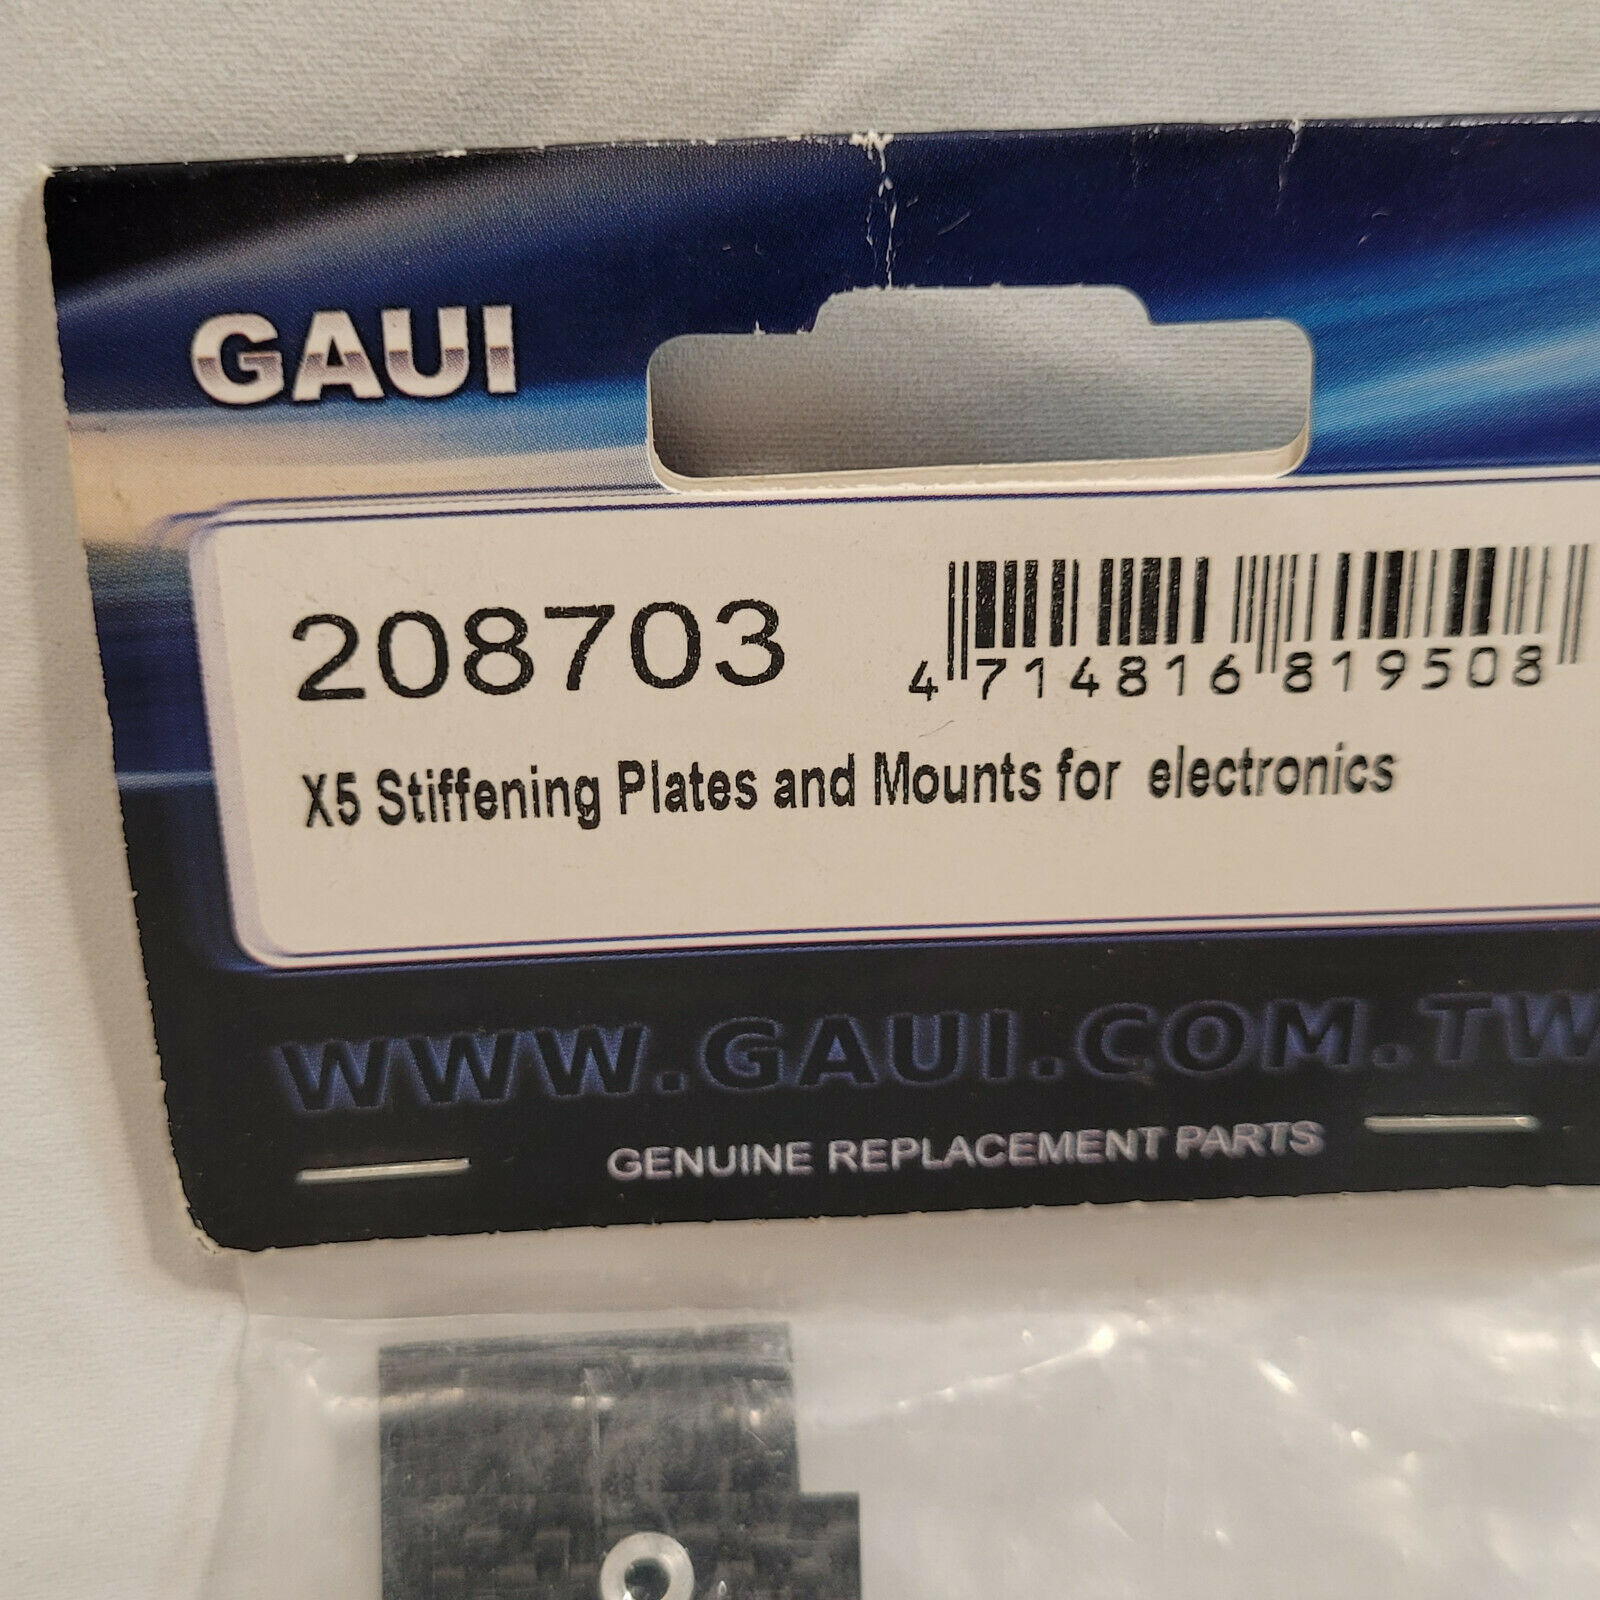 GAUI
208703
4 714816 819508
X5 Stiffening Plates and Mounts for electronics
WWW.GAUI.COM.TW
GENUINE REPLACEMENT PARTS